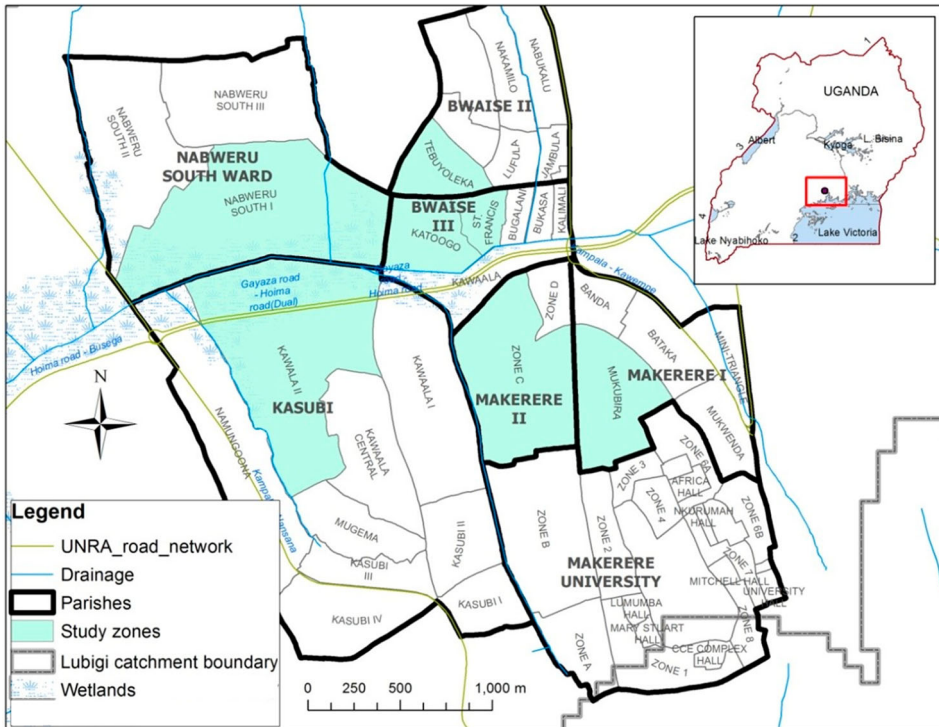 NAKAMILO
NABUKALU
BWAISE II
NABWERU
SOUTH III
NABWERU
SOUTH II
TEBUYOLEKA
LUFULA
JAMBULA
NABWERU
SOUTH WARD
NABWERU
SOUTH I
BWAISE
III
KATOOGO
ST.
FRANCIS
BUGALANI
BUKASA
KALIMALI
Gayaza road
- Hoima
road(Dual)
Hoima road
KAWAALA
Kampala - Kawempe
Hoima road - Busega
ZONE D
BANDA
BATAKA
MINI-TRIANGLE
KAWALA II
KAWAALA I
ZONE C
MUKUBIRA
MAKERERE I
MAKERERE
II
KASUBI
MUKWENDA
NAMUNGOONA
KAWAALA
CENTRAL
N
ZONE 3
ZONE 6A
AFRICA
HALL
ZONE 4
NKURUMAH
HALL
ZONE 6B
MUGEMA
KASUBI II
ZONE B
ZONE 2
ZONE 7
MAKERERE
UNIVERSITY
MITCHELL HALL
UNIVERSITY
KASUBI
III
KASUBI I
KASUBI IV
LUMUMBA
HALL
MARY STUART
HALL
ZONE 8
CCE COMPLEX
HALL
ZONE A
ZONE 1
UGANDA
1
Albert
3
Kyoga
L. Bisina
4
Lake Nyabihoko
2
Lake Victoria
Legend
UNRA_road_network
Drainage
Parishes
Study zones
Lubigi catchment boundary
Wetlands
0 250 500 1,000 m